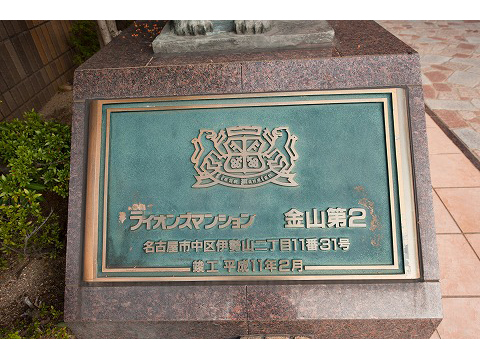 Lions Mansion
ライオンズマンション 金山第2
名古屋市中区伊勢山二丁目11番31号
竣工 平成11年2月